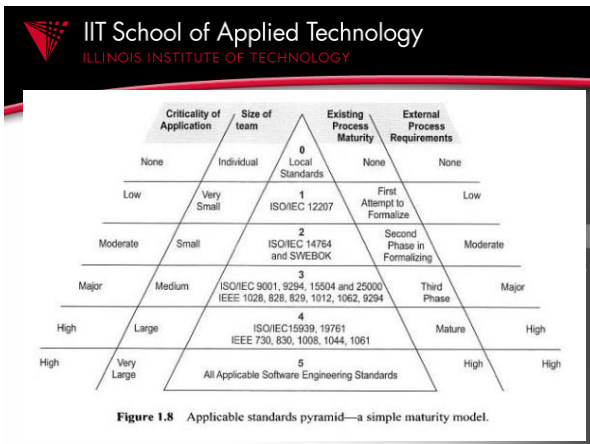 IIT School of Applied Technology
ILLINOIS INSTITUTE OF TECHNOLOGY
Criticality of Application
Size of team
Existing Process Maturity
External Process Requirements
None
Individual
0
Local
Standards
None
None
Low
Very
Small
1
ISO/IEC 12207
First
Attempt to
Formalize
Low
Moderate
Small
2
ISO/IEC 14764
and SWEBOK
Second
Phase in
Formalizing
Moderate
Major
Medium
3
ISO/IEC 9001, 9294, 15504 and 25000
IEEE 1028, 828, 829, 1012, 1062, 9294
Third
Phase
Major
High
Large
4
ISO/IEC15939, 19761
IEEE 730, 830, 1008, 1044, 1061
Mature
High
High
Very
Large
5
All Applicable Software Engineering Standards
High
High
Figure 1.8 Applicable standards pyramid—a simple maturity model.